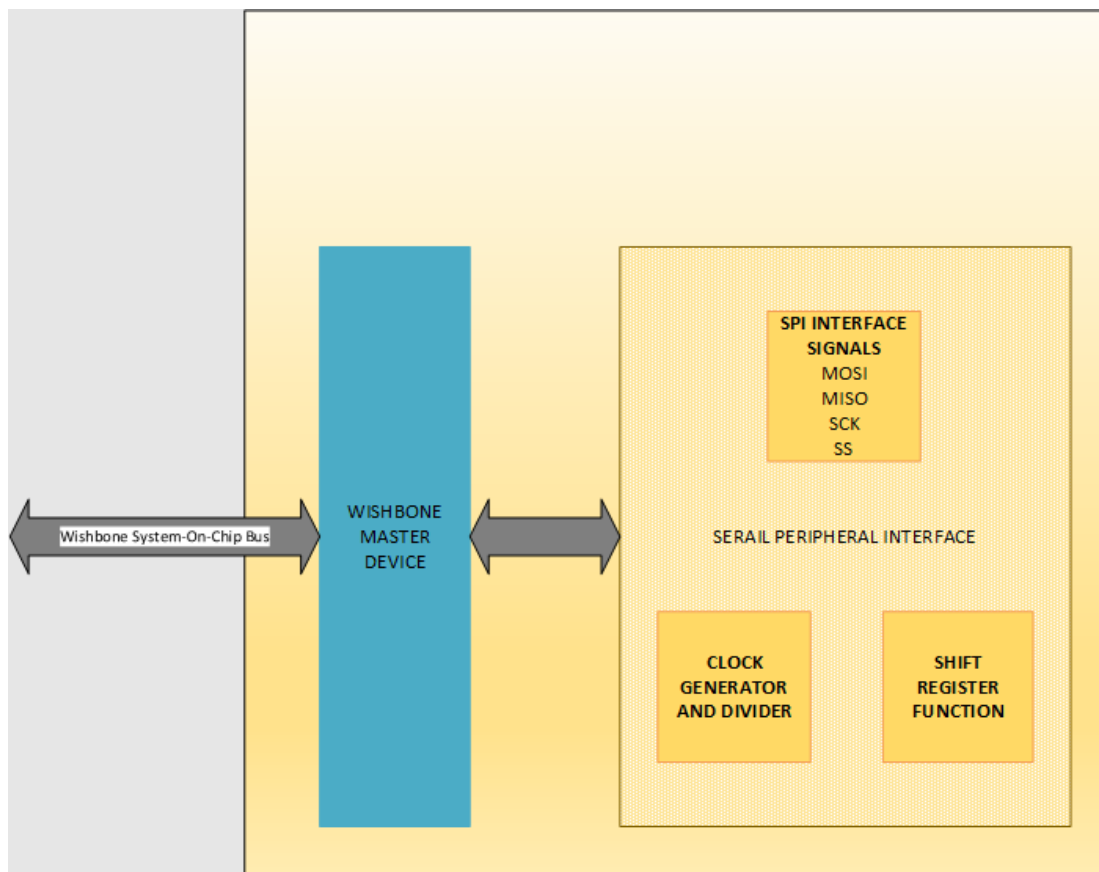 SPI INTERFACE
SIGNALS
MOSI
MISO
SCK
SS
Wishbone System-On-Chip Bus
WISHBONE
MASTER
DEVICE
SERAIL PERIPHERAL INTERFACE
CLOCK
GENERATOR
AND DIVIDER
SHIFT
REGISTER
FUNCTION